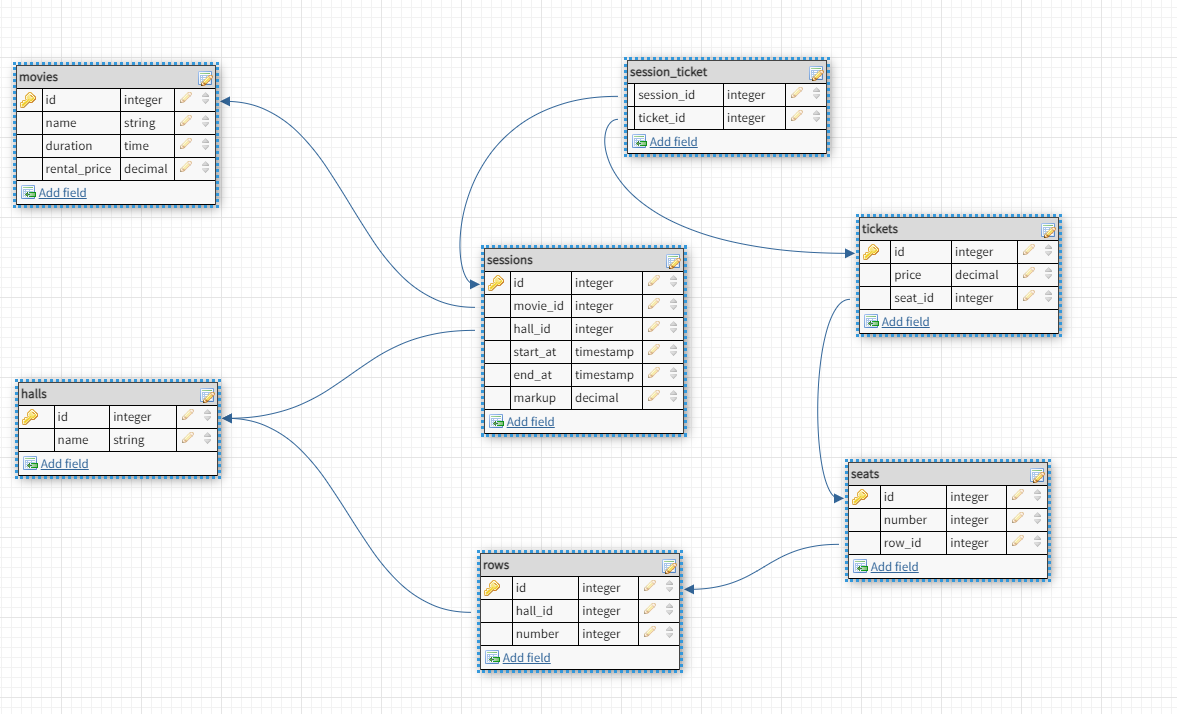 movies
id integer
name string
duration time
rental_price decimal
Add field
session_ticket
session_id integer
ticket_id integer
Add field
tickets
id integer
price decimal
seat_id integer
Add field
sessions
id integer
movie_id integer
hall_id integer
start_at timestamp
end_at timestamp
markup decimal
Add field
halls
id integer
name string
Add field
seats
id integer
number integer
row_id integer
Add field
rows
id integer
hall_id integer
number integer
Add field